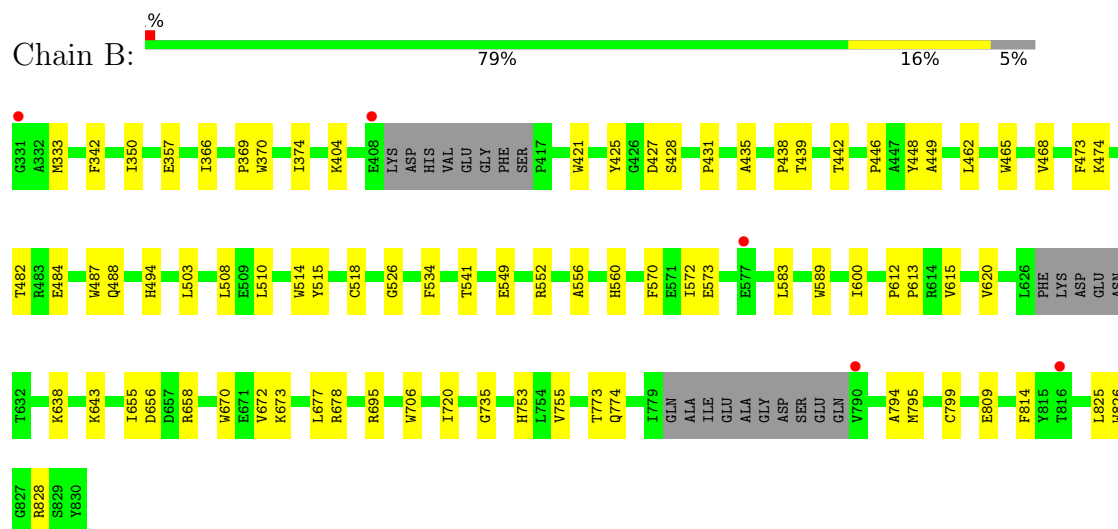 .%
Chain B:
79% 16% 5%
G331 A332 M333 F342 I350 E357 I366 P369 W370 I374 K404 E408 LYS ASP HIS VAL GLU GLY PHE SER P417 W421 Y425 G426 D427 S428 P431 A435 P438 T439 T442 P446 A447 Y448 A449 L462 W465 V468 F473 K474
T482 R483 E484 W487 Q488 H494 L503 L508 E509 L510 W514 Y515 C518 G526 F534 T541 E549 R552 A556 H560 F570 E571 I572 E573 E577 L583 W589 I600 P612 P613 R614 V615 V620 L626 PHE LYS ASP GLU ASN
T632 K638 K643 I655 D656 D657 R658 W670 E671 V672 K673 L677 R678 R695 W706 I720 G735 H753 L754 V755 T773 Q774 I779 GLN ALA ILE GLU ALA GLY ASP SER GLU GLN V790 A794 M795 C799 E809 F814 Y815 T816 L825
G827 R828 S829 Y830